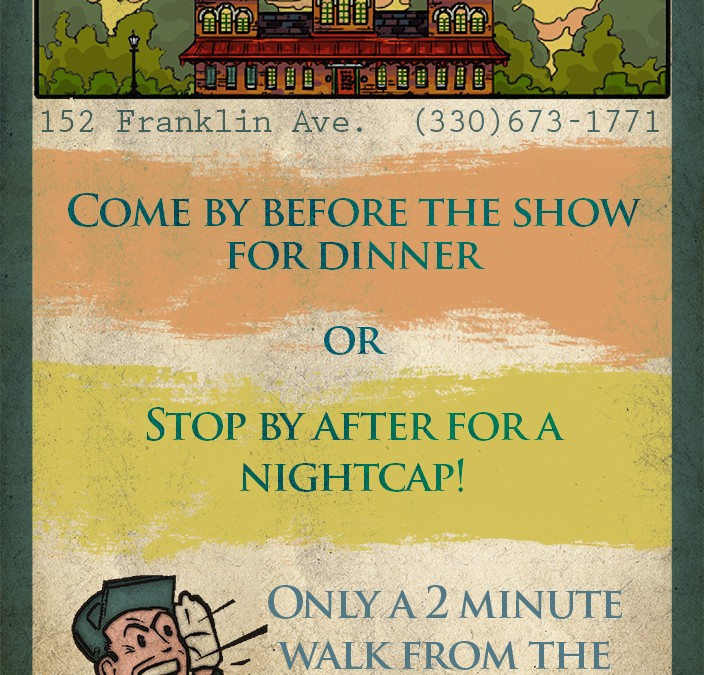 152 Franklin Ave. (330)673-1771
Come by before the show
for dinner
or
Stop by after for a
nightcap!
Only a 2 minute
walk from the